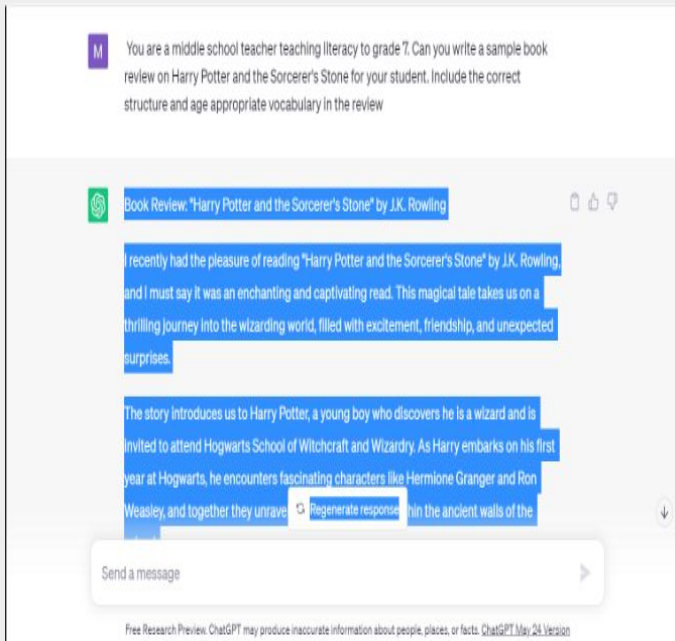 M
You are a middle school teacher teaching literacy to grade 7. Can you write a sample book
review on Harry Potter and the Sorcerer's Stone for your student. Include the correct
structure and age appropriate vocabulary in the review
Book Review: "Harry Potter and the Sorcerer's Stone" by J.K. Rowling
I recently had the pleasure of reading "Harry Potter and the Sorcerer's Stone" by J.K. Rowling,
and I must say it was an enchanting and captivating read. This magical tale takes us on a
thrilling journey into the wizarding world, filled with excitement, friendship, and unexpected
surprises.
The story introduces us to Harry Potter, a young boy who discovers he is a wizard and is
invited to attend Hogwarts School of Witchcraft and Wizardry. As Harry embarks on his first
year at Hogwarts, he encounters fascinating characters like Hermione Granger and Ron
Weasley, and together they unrave Regenerate response hin the ancient walls of the
Send a message
Free Research Preview. ChatGPT may produce inaccurate information about people, places, or facts. ChatGPT May 24 Version